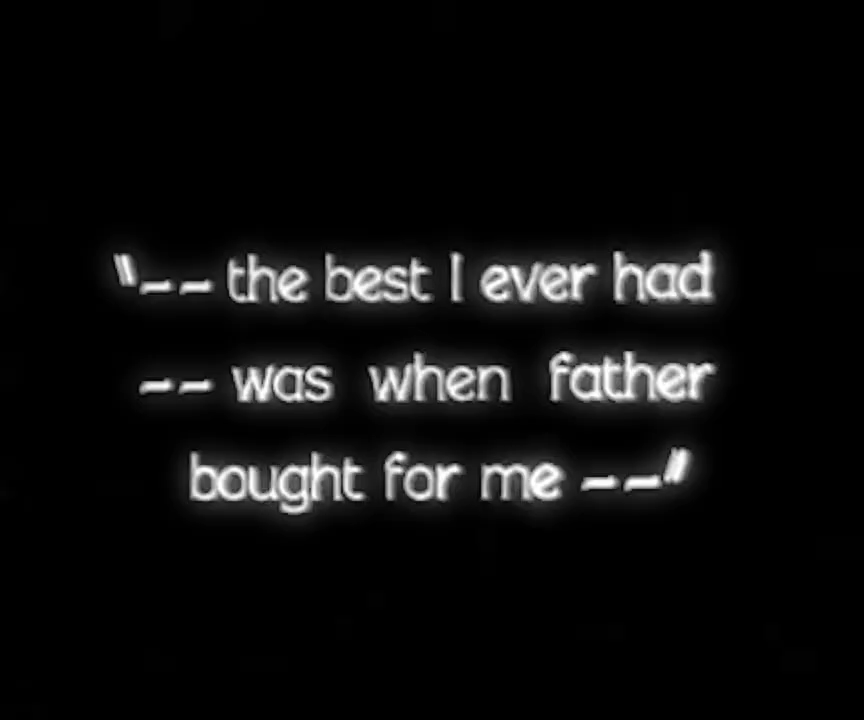 "-- the best I ever had
-- was when father
bought for me --"